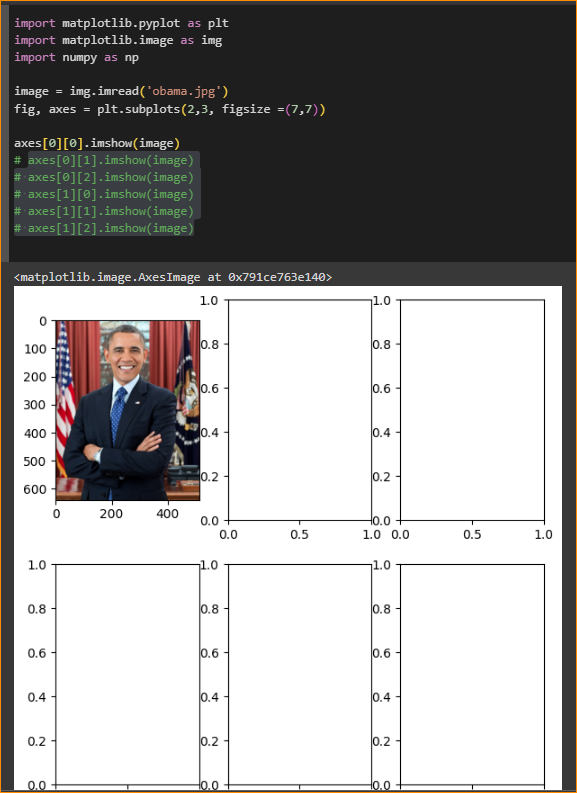 import matplotlib.pyplot as plt
import matplotlib.image as img
import numpy as np
image = img.imread('obama.jpg')
fig, axes = plt.subplots(2,3, figsize =(7,7))
axes[0][0].imshow(image)
# axes[0][1].imshow(image)
# axes[0][2].imshow(image)
# axes[1][0].imshow(image)
# axes[1][1].imshow(image)
# axes[1][2].imshow(image)
<matplotlib.image.AxesImage at 0x791ce763e140>
0
100
200
300
400
500
600
0 200 400
1.0
0.8
0.6
0.4
0.2
0.0
0.0 0.5 1.0
1.0
0.8
0.6
0.4
0.2
0.0
0.0 0.5 1.0
1.0
0.8
0.6
0.4
0.2
0.0
1.0
0.8
0.6
0.4
0.2
0.0
1.0
0.8
0.6
0.4
0.2
0.0